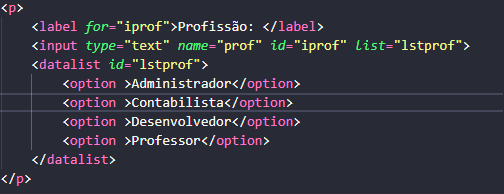 <p>
<label for="iprof">Profissão: </label>
<input type="text" name="prof" id="iprof" list="lstprof">
<datalist id="lstprof">
<option >Administrador</option>
<option >Contabilista</option>
<option >Desenvolvedor</option>
<option >Professor</option>
</datalist>
</p>